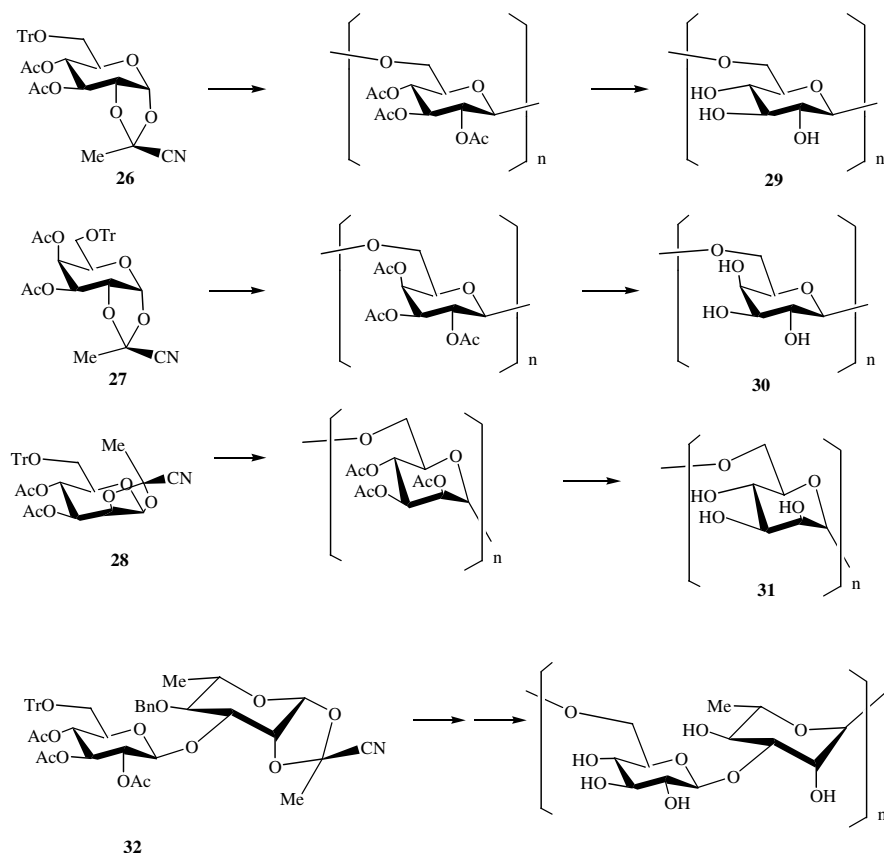 TrO O
AcO
AcO
O O
Me CN
26
O
AcO O
AcO
OAc
n
O
HO O
HO
OH
29
n
AcO OTr
O
AcO
O O
Me CN
27
O
AcO O
AcO
OAc
n
O
HO O
HO
OH
30
n
Me
TrO O CN
AcO O O
AcO
28
O
AcO O
AcO AcO
n
O
HO O
HO HO
31
n
Me O
TrO BnO O
AcO O O CN
AcO OAc O Me
32
O Me O
HO
HO O
HO OH O OH
n